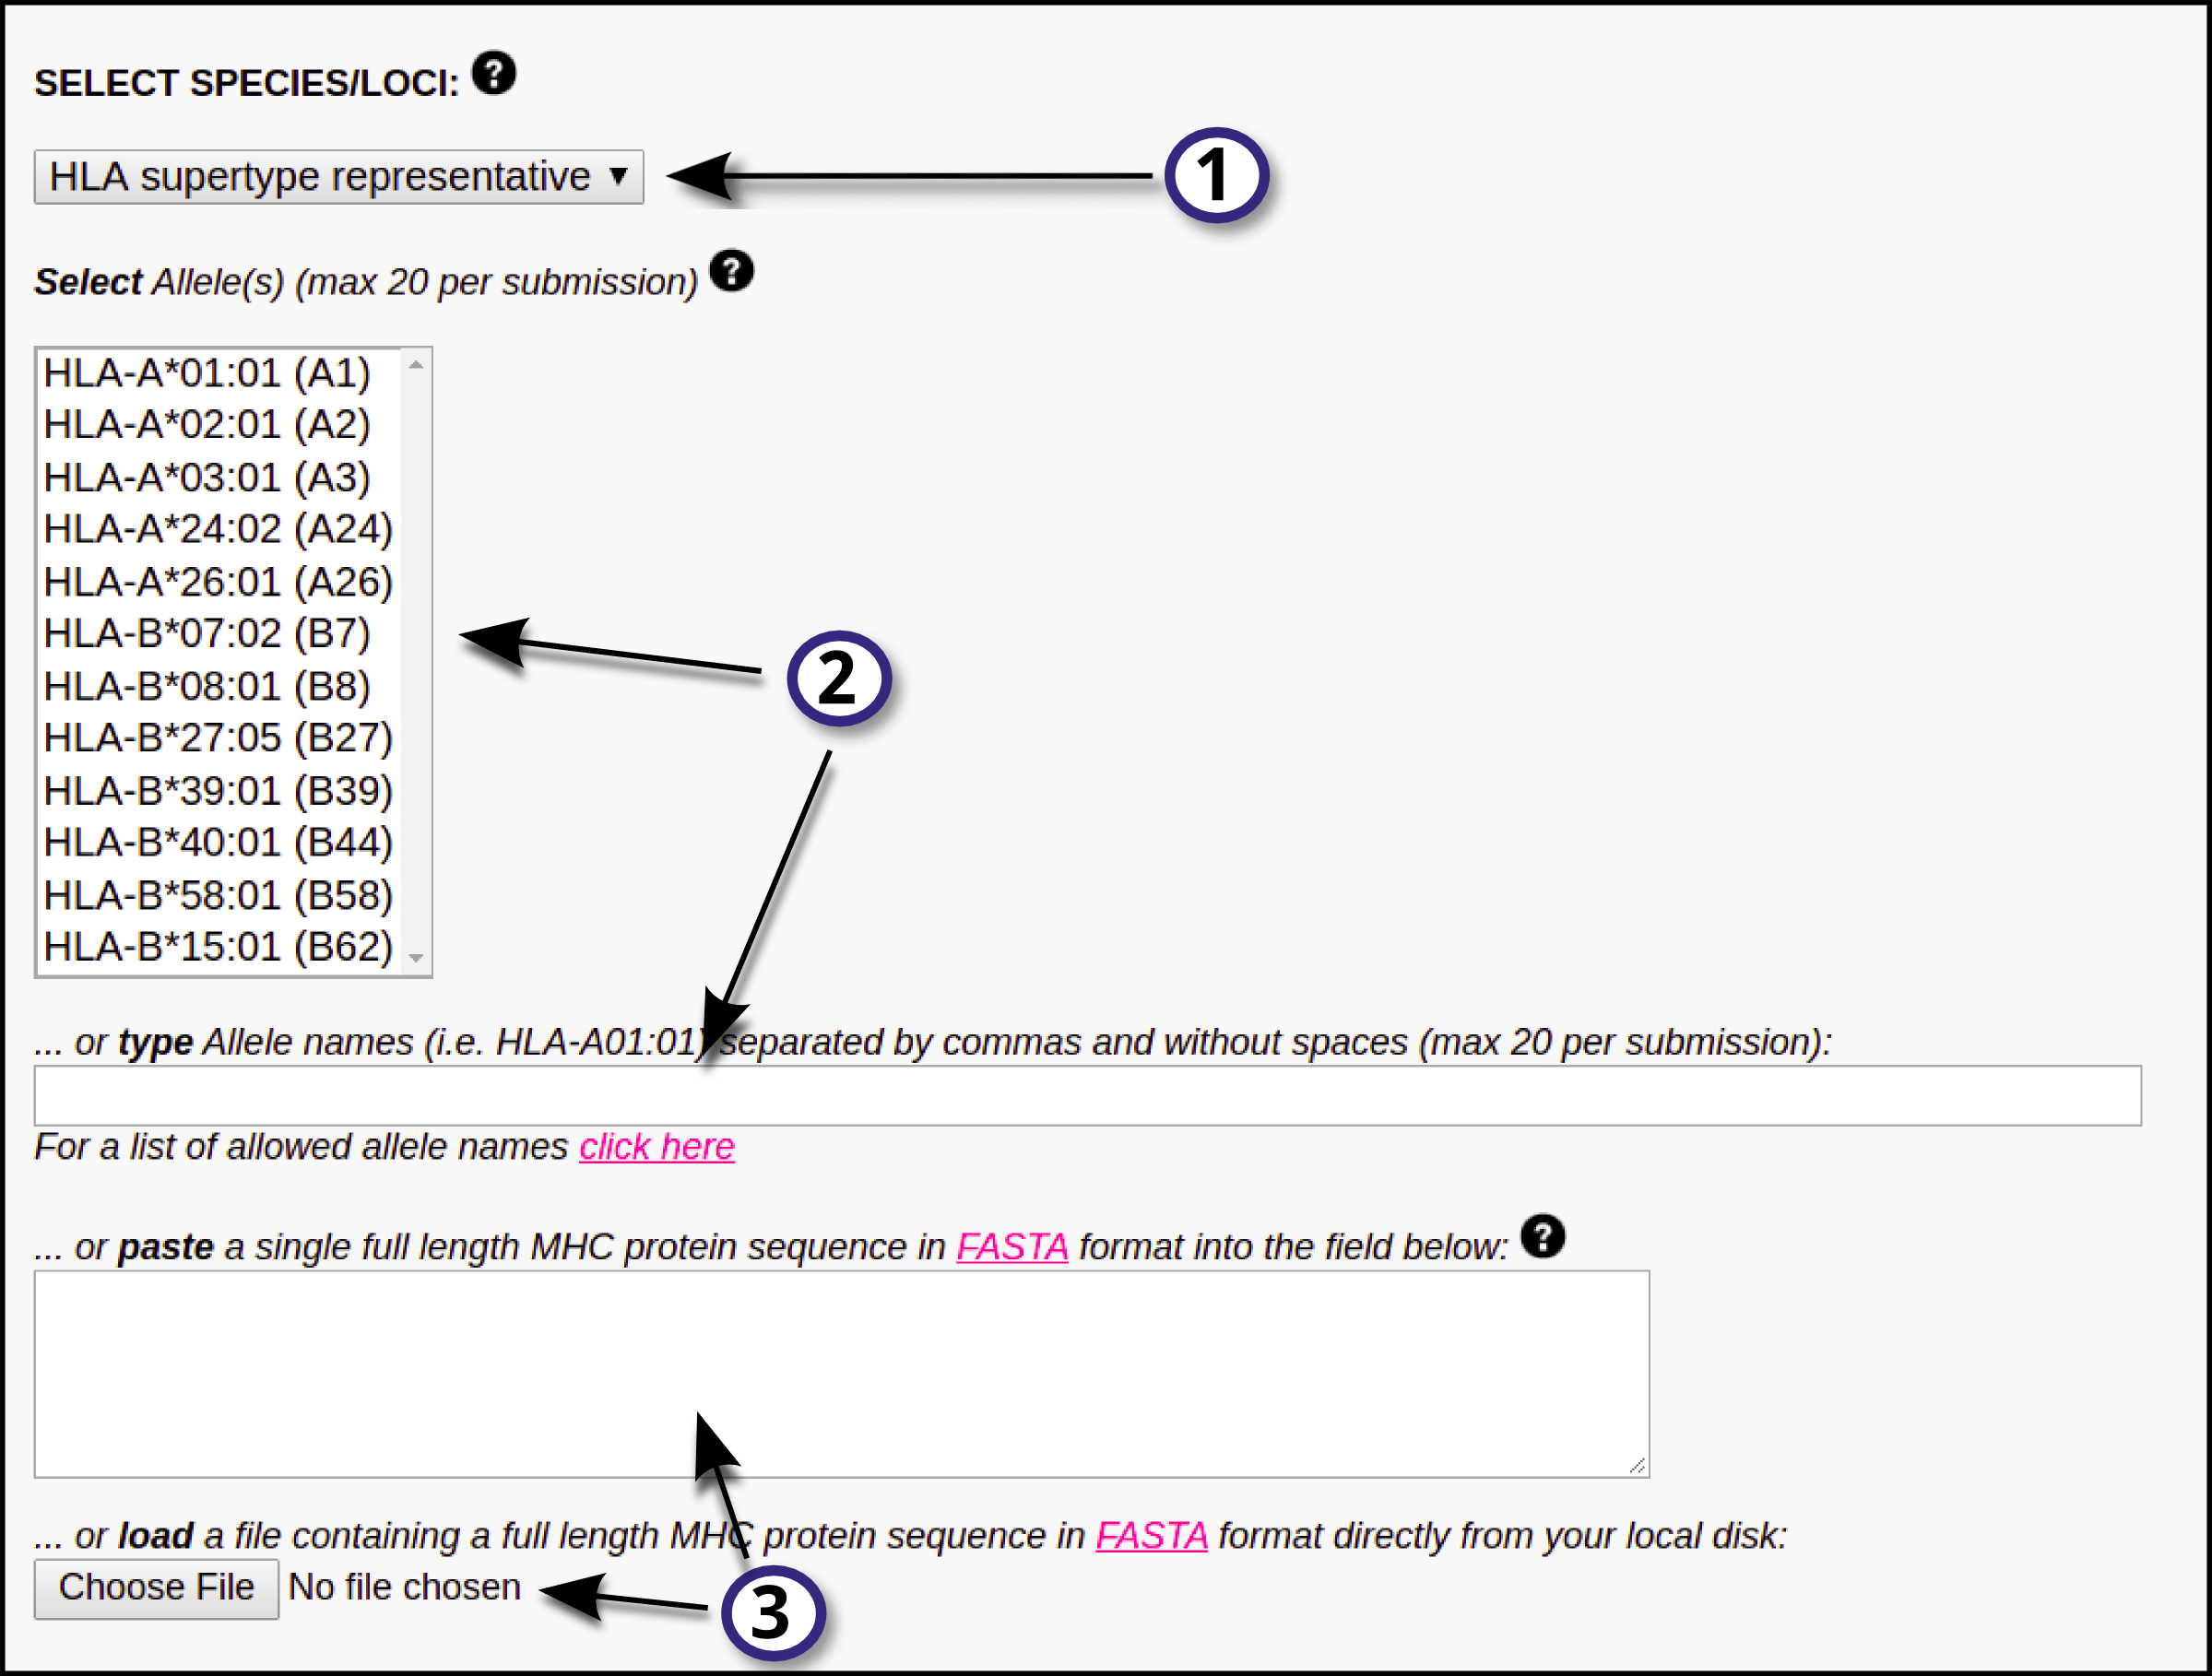 SELECT SPECIES/LOCI: ?
HLA supertype representative ▼
1
Select Allele(s) (max 20 per submission) ?
HLA-A*01:01 (A1)
HLA-A*02:01 (A2)
HLA-A*03:01 (A3)
HLA-A*24:02 (A24)
HLA-A*26:01 (A26)
HLA-B*07:02 (B7)
HLA-B*08:01 (B8)
2
HLA-B*27:05 (B27)
HLA-B*39:01 (B39)
HLA-B*40:01 (B44)
HLA-B*58:01 (B58)
HLA-B*15:01 (B62)
... or type Allele names (i.e. HLA-A01:01) separated by commas and without spaces (max 20 per submission):
For a list of allowed allele names click here
... or paste a single full length MHC protein sequence in FASTA format into the field below: ?
... or load a file containing a full length MHC protein sequence in FASTA format directly from your local disk:
Choose File No file chosen
3